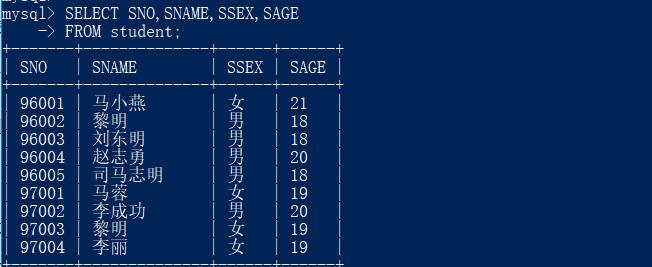 mysql> SELECT SNO,SNAME,SSEX,SAGE
    -> FROM student;
+-------+--------------+------+------+
| SNO   | SNAME        | SSEX | SAGE |
+-------+--------------+------+------+
| 96001 | 马小燕       | 女   | 21   |
| 96002 | 黎明         | 男   | 18   |
| 96003 | 刘东明       | 男   | 18   |
| 96004 | 赵志勇       | 男   | 20   |
| 96005 | 司马志明     | 男   | 18   |
| 97001 | 马蓉         | 女   | 19   |
| 97002 | 李成功       | 男   | 20   |
| 97003 | 黎明         | 女   | 19   |
| 97004 | 李丽         | 女   | 19   |
+-------+--------------+------+------+